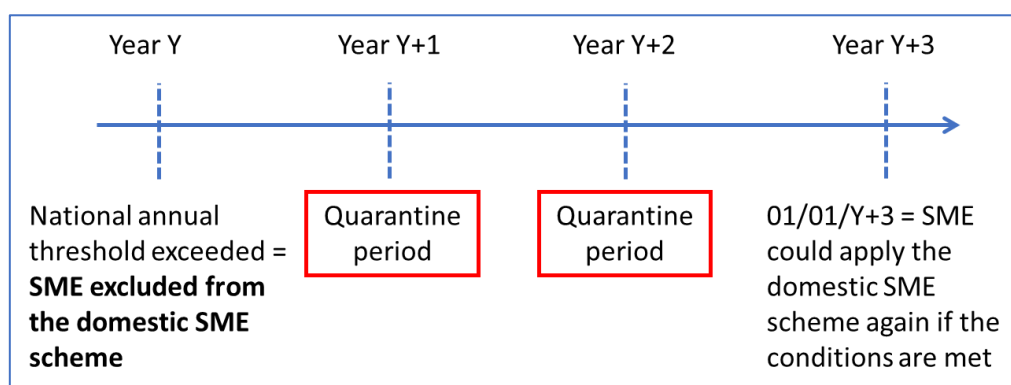 Year Y
Year Y+1
Year Y+2
Year Y+3
National annual
threshold exceeded =
SME excluded from
the domestic SME
scheme
Quarantine
period
Quarantine
period
01/01/Y+3 = SME
could apply the
domestic SME
scheme again if the
conditions are met